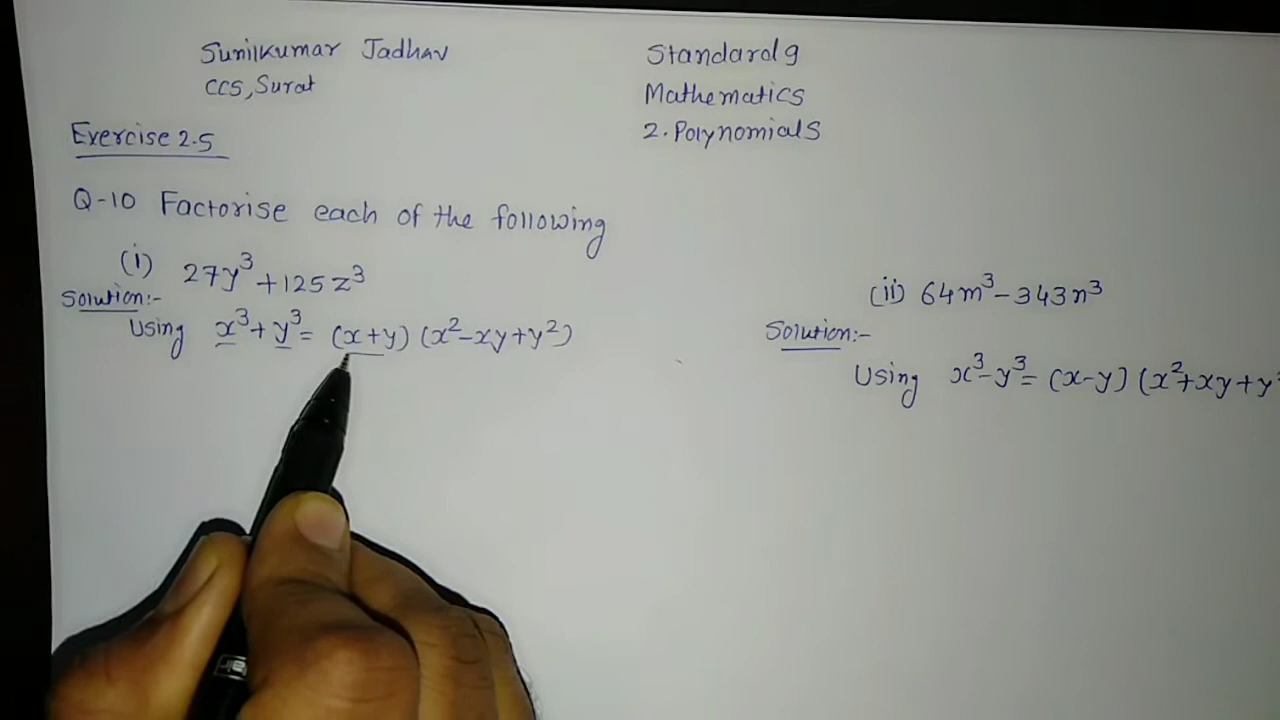 Sunilkumar Jadhav
CCS, Surat
Standard 9
Mathematics
2. Polynomials
Exercise 2.5
Q-10 Factorise each of the following
(i) 27y³ + 125z³
Solution:-
Using x³ + y³ = (x+y) (x² - xy + y²)
(ii) 64m³ - 343n³
Solution:-
Using x³ - y³ = (x-y) (x² + xy + y²